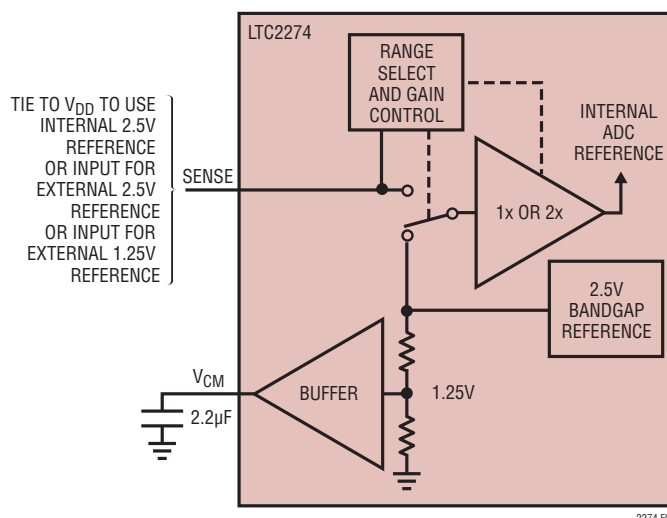 LTC2274
RANGE
SELECT
AND GAIN
CONTROL
TIE TO VDD TO USE
INTERNAL 2.5V
REFERENCE
OR INPUT FOR
EXTERNAL 2.5V
REFERENCE
OR INPUT FOR
EXTERNAL 1.25V
REFERENCE
SENSE
INTERNAL
ADC
REFERENCE
1x OR 2x
2.5V
BANDGAP
REFERENCE
VCM
BUFFER
1.25V
2.2µF